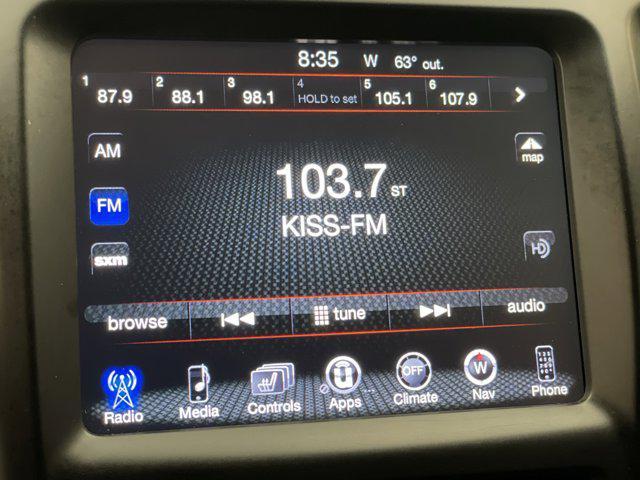 8:35 W 63° out.
1 87.9 2 88.1 3 98.1 4 HOLD to set 5 105.1 6 107.9
AM
map
103.7 ST
FM
KISS-FM
sxm
HD
browse tune audio
OFF W
Radio Media Controls Apps Climate Nav Phone